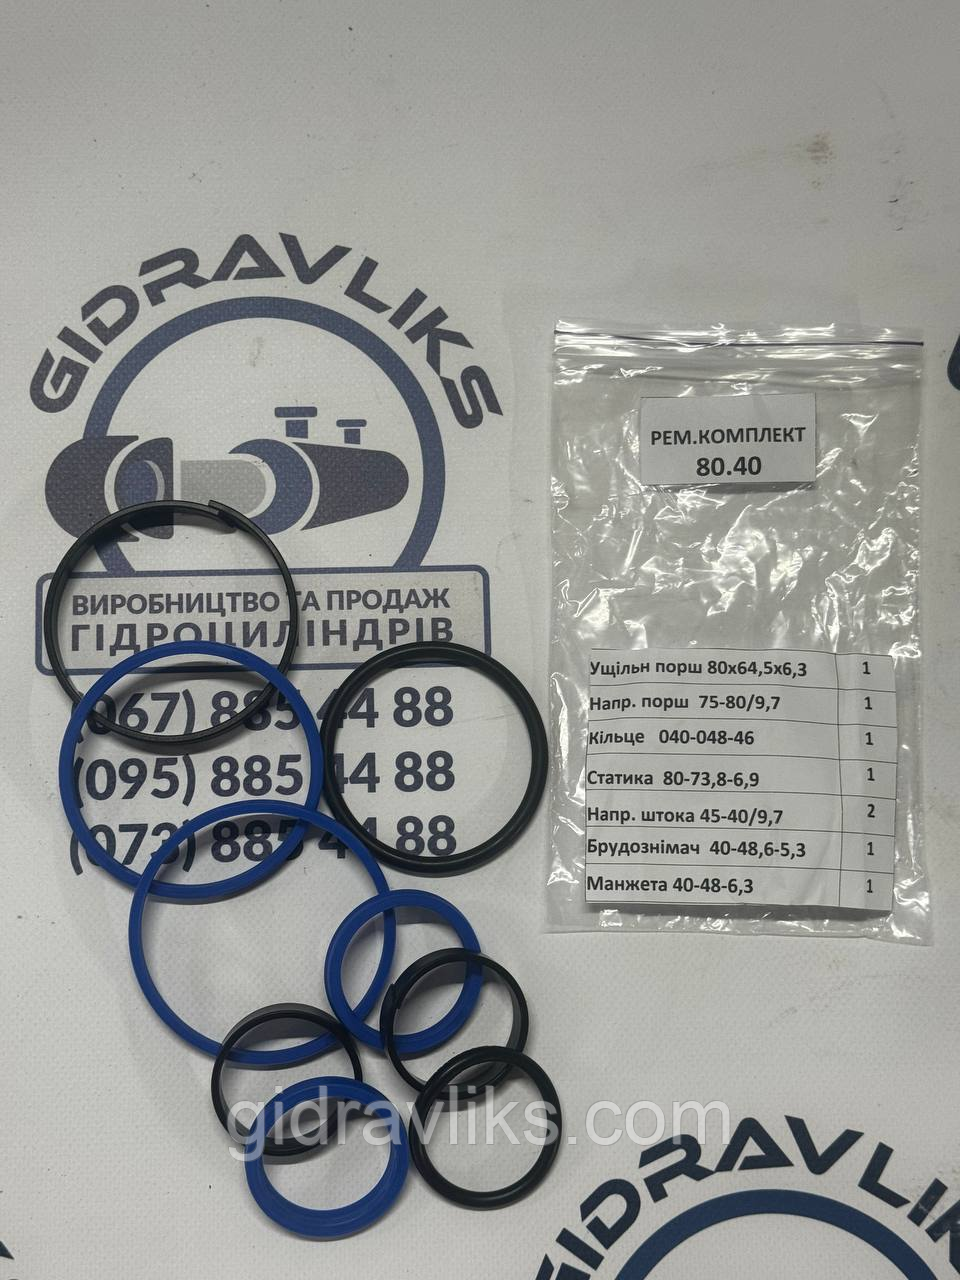 GIDRAVLIKS
ВИРОБНИЦТВО ТА ПРОДАЖ
ГІДРОЦИЛІНДРІВ
(067) 885 44 88
(095) 885 44 88
(073) 885 44 88
РЕМ.КОМПЛЕКТ
80.40
Ущільн порш 80х64,5х6,3 1
Напр. порш 75-80/9,7 1
Кільце 040-048-46 1
Статика 80-73,8-6,9 1
Напр. штока 45-40/9,7 2
Брудознімач 40-48,6-5,3 1
Манжета 40-48-6,3 1
gidravliks.com
GIDRAVLIKS